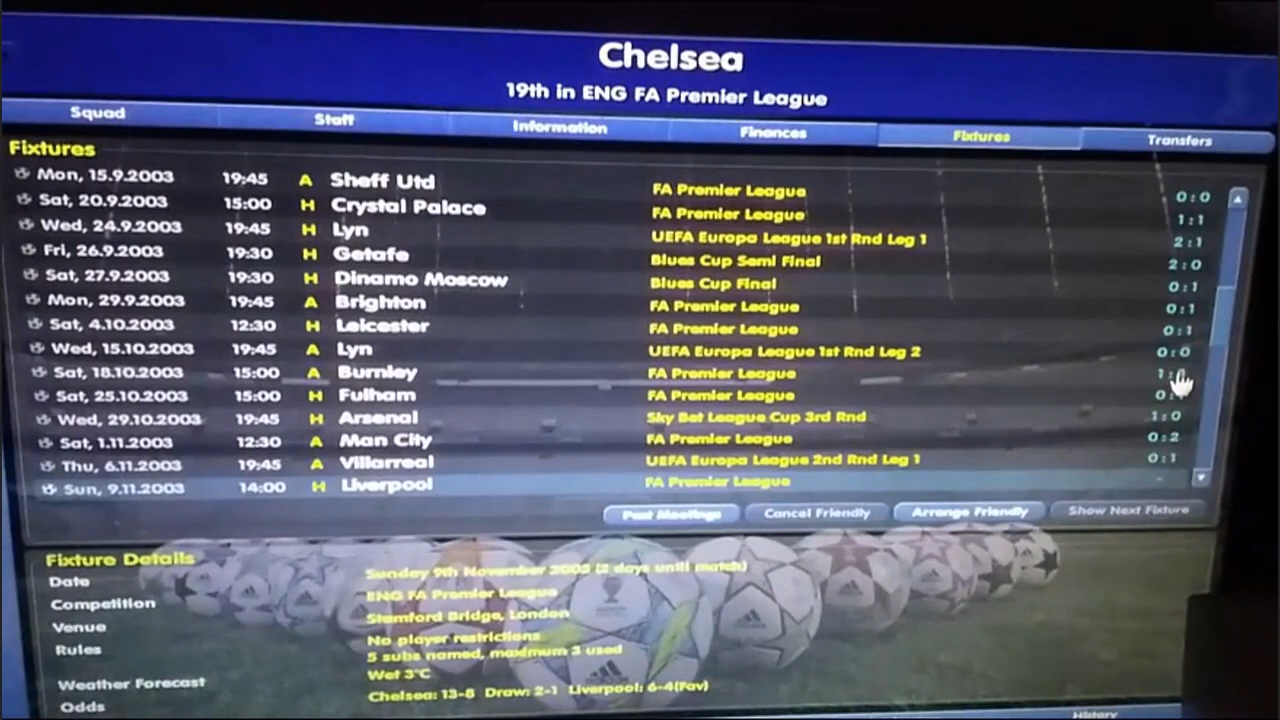 Chelsea
19th in ENG FA Premier League
Squad Staff Information Finances Fixtures Transfers
Fixtures
Mon, 15.9.2003 19:45 A Sheff Utd FA Premier League 0:0
Sat, 20.9.2003 15:00 H Crystal Palace FA Premier League 1:1
Wed, 24.9.2003 19:45 H Lyn UEFA Europa League 1st Rnd Leg 1 2:1
Fri, 26.9.2003 19:30 H Getafe Blues Cup Semi Final 2:0
Sat, 27.9.2003 19:30 H Dinamo Moscow Blues Cup Final 0:1
Mon, 29.9.2003 19:45 A Brighton FA Premier League 0:1
Sat, 4.10.2003 12:30 H Leicester FA Premier League 0:1
Wed, 15.10.2003 19:45 A Lyn UEFA Europa League 1st Rnd Leg 2 0:0
Sat, 18.10.2003 15:00 A Burnley FA Premier League 1:
Sat, 25.10.2003 15:00 H Fulham FA Premier League 0:
Wed, 29.10.2003 19:45 H Arsenal Sky Bet League Cup 3rd Rnd 1:0
Sat, 1.11.2003 12:30 A Man City FA Premier League 0:2
Thu, 6.11.2003 19:45 A Villarreal UEFA Europa League 2nd Rnd Leg 1 0:1
Sun, 9.11.2003 14:00 H Liverpool FA Premier League -
Past Meetings Cancel Friendly Arrange Friendly Show Next Fixture
Fixture Details
Date Sunday 9th November 2003 (2 days until match)
Competition ENG FA Premier League
Venue Stamford Bridge, London
Rules No player restrictions
5 subs named, maximum 3 used
Weather Forecast Wet 3°C
Odds Chelsea: 13-8 Draw: 2-1 Liverpool: 6-4(Fav)
History